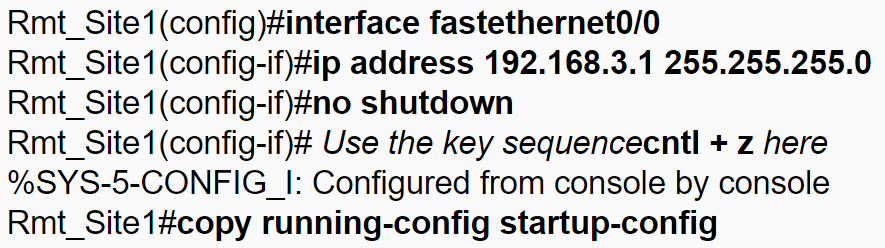 Rmt_Site1(config)#interface fastethernet0/0
Rmt_Site1(config-if)#ip address 192.168.3.1 255.255.255.0
Rmt_Site1(config-if)#no shutdown
Rmt_Site1(config-if)# Use the key sequencecntl + z here
%SYS-5-CONFIG_I: Configured from console by console
Rmt_Site1#copy running-config startup-config